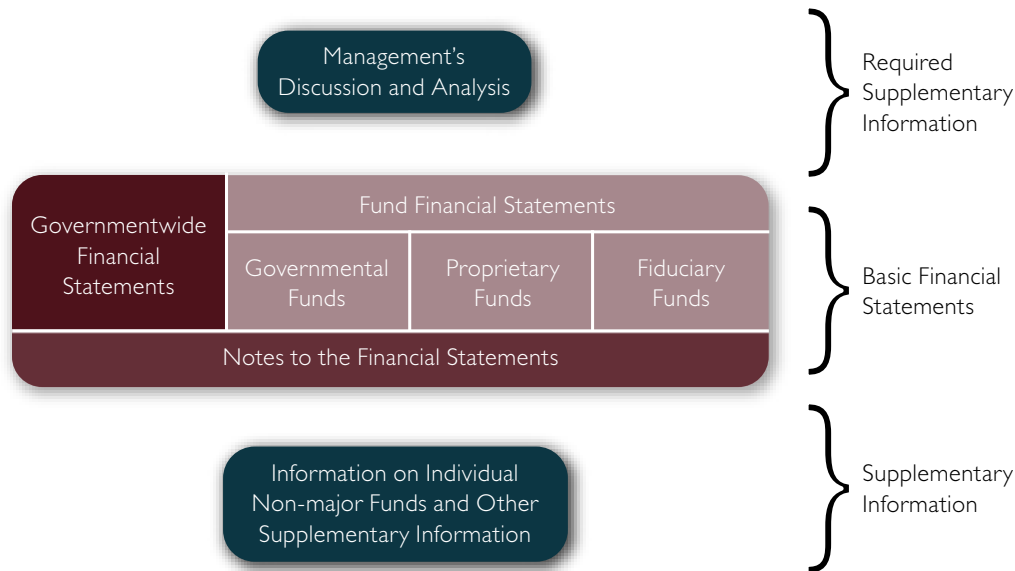 Management's
Discussion and Analysis
Required
Supplementary
Information
Governmentwide
Financial
Statements
Fund Financial Statements
Governmental
Funds
Proprietary
Funds
Fiduciary
Funds
Notes to the Financial Statements
Basic Financial
Statements
Information on Individual
Non-major Funds and Other
Supplementary Information
Supplementary
Information